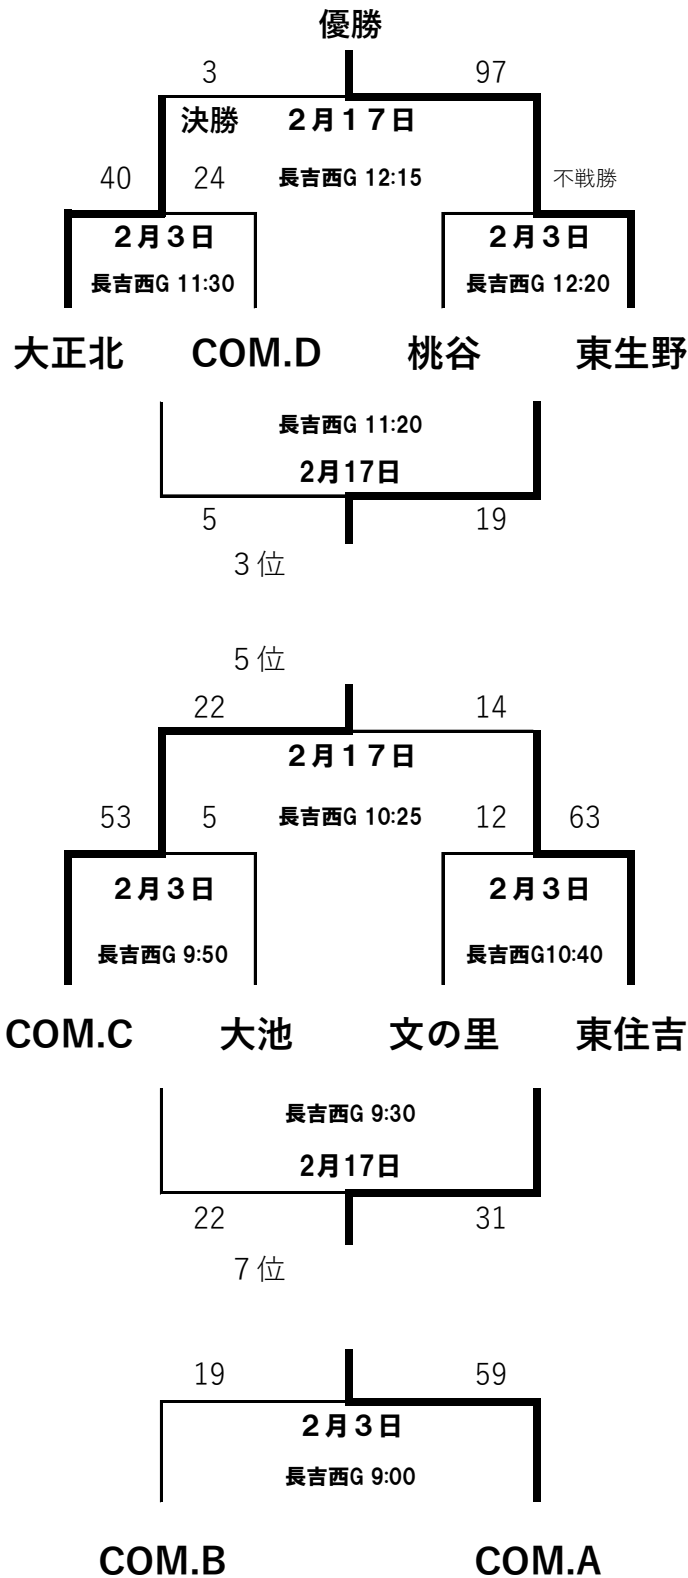 優勝
3 97
決勝 ２月１７日
40 24 長吉西G 12:15 不戦勝
２月３日 ２月３日
長吉西G 11:30 長吉西G 12:20
大正北 COM.D 桃谷 東生野
長吉西G 11:20
2月17日
5 19
３位
５位
22 14
２月１７日
53 5 長吉西G 10:25 12 63
２月３日 ２月３日
長吉西G 9:50 長吉西G10:40
COM.C 大池 文の里 東住吉
長吉西G 9:30
2月17日
22 31
７位
19 59
２月３日
長吉西G 9:00
COM.B COM.A